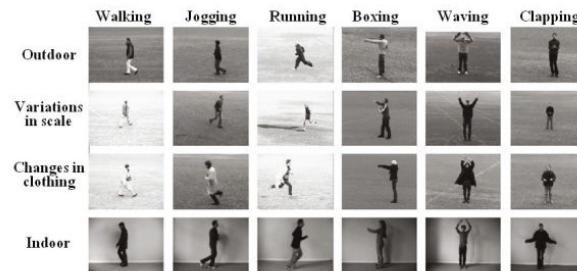 Walking Jogging Running Boxing Waving Clapping
Outdoor
Variations
in scale
Changes in
clothing
Indoor